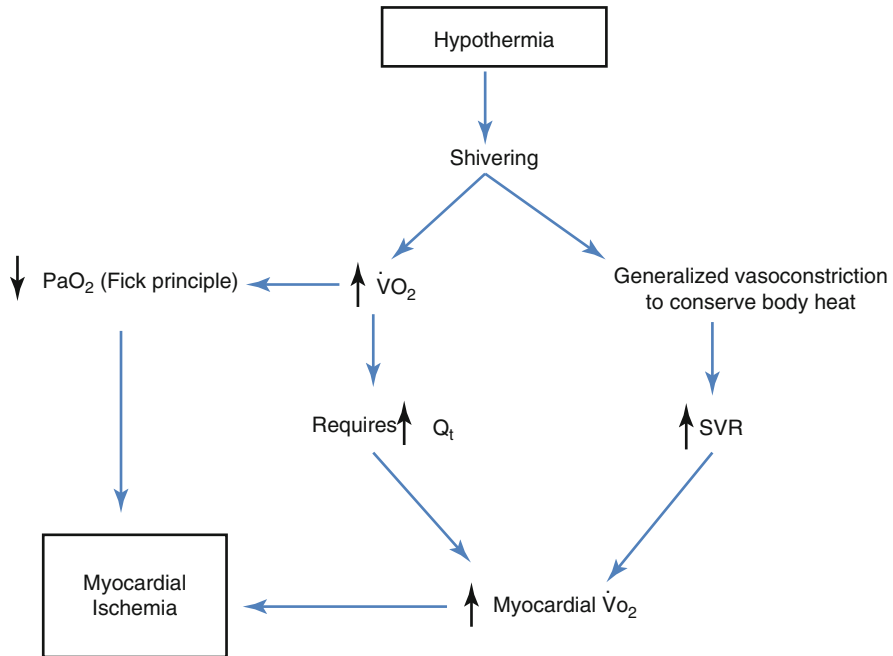 Hypothermia
Shivering
↓ PaO₂ (Fick principle)
↑ V̇O₂
Generalized vasoconstriction
to conserve body heat
Requires ↑ Qₜ
↑ SVR
Myocardial
Ischemia
↑ Myocardial V̇o₂